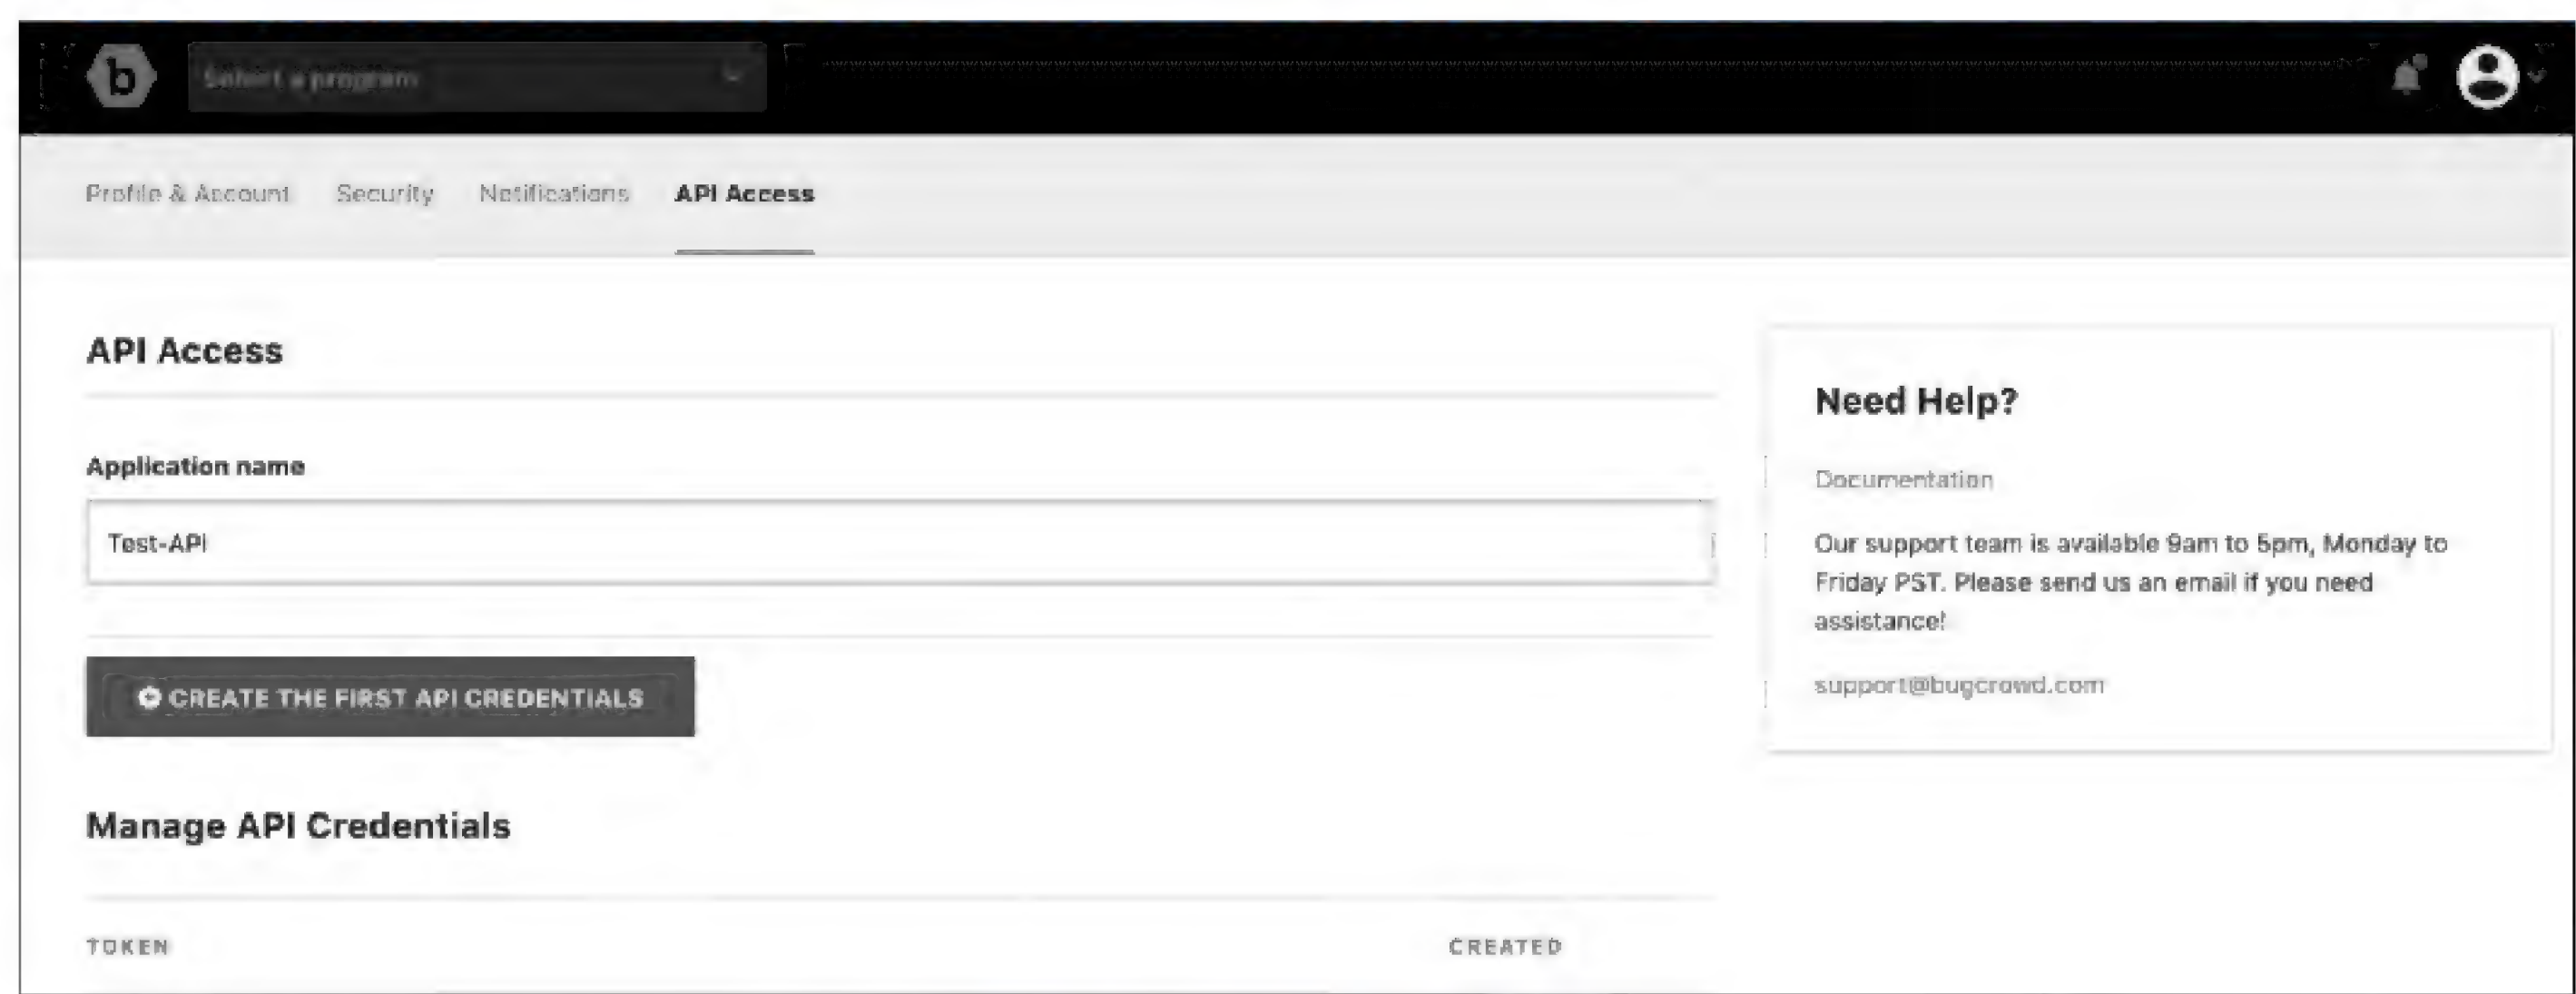 b
Select a program
Profile & Account Security Notifications API Access
API Access
Application name
Test-API
CREATE THE FIRST API CREDENTIALS
Manage API Credentials
TOKEN CREATED
Need Help?
Documentation
Our support team is available 9am to 5pm, Monday to
Friday PST. Please send us an email if you need
assistance!
support@bugcrowd.com